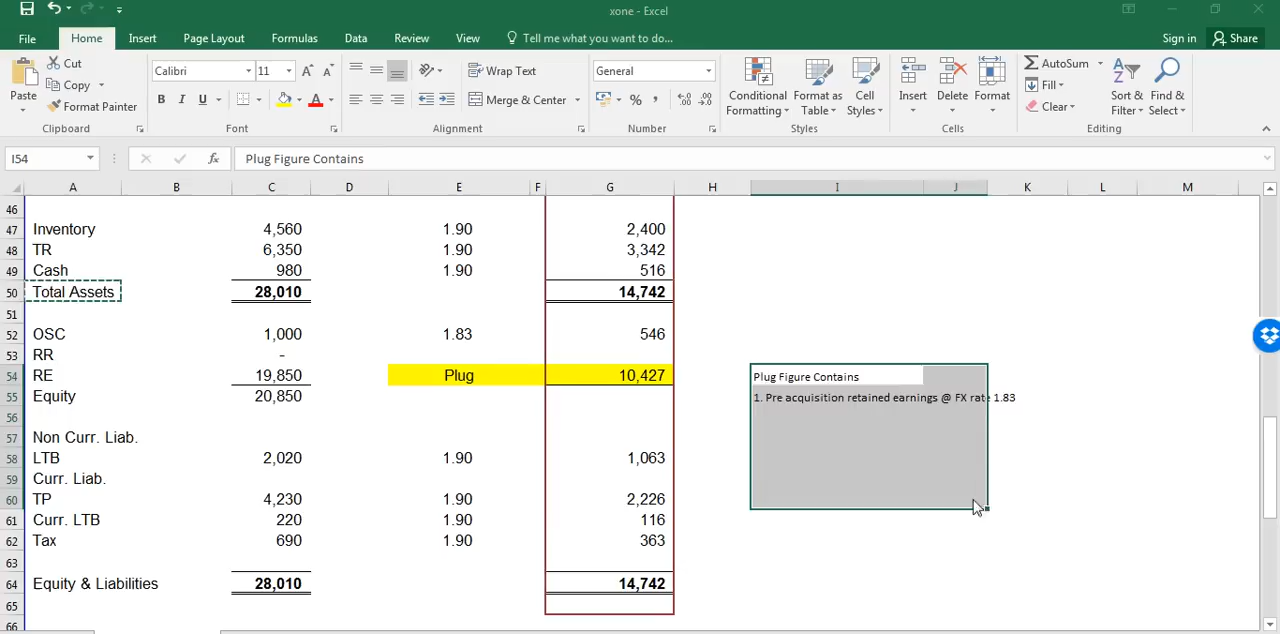 xone - Excel
File Home Insert Page Layout Formulas Data Review View Tell me what you want to do... Sign in Share
Paste Cut Copy Format Painter Clipboard
Calibri 11 B I U A Font
Wrap Text Merge & Center Alignment
General % , Number
Conditional Formatting Format as Table Cell Styles Styles
Insert Delete Format Cells
AutoSum Fill Clear Sort & Filter Find & Select Editing
I54 fx Plug Figure Contains
A B C D E F G H I J K L M
46
47 Inventory 4,560 1.90 2,400
48 TR 6,350 1.90 3,342
49 Cash 980 1.90 516
50 Total Assets 28,010 14,742
51
52 OSC 1,000 1.83 546
53 RR -
54 RE 19,850 Plug 10,427 Plug Figure Contains
55 Equity 20,850 1. Pre acquisition retained earnings @ FX rate 1.83
56
57 Non Curr. Liab.
58 LTB 2,020 1.90 1,063
59 Curr. Liab.
60 TP 4,230 1.90 2,226
61 Curr. LTB 220 1.90 116
62 Tax 690 1.90 363
63
64 Equity & Liabilities 28,010 14,742
65
66